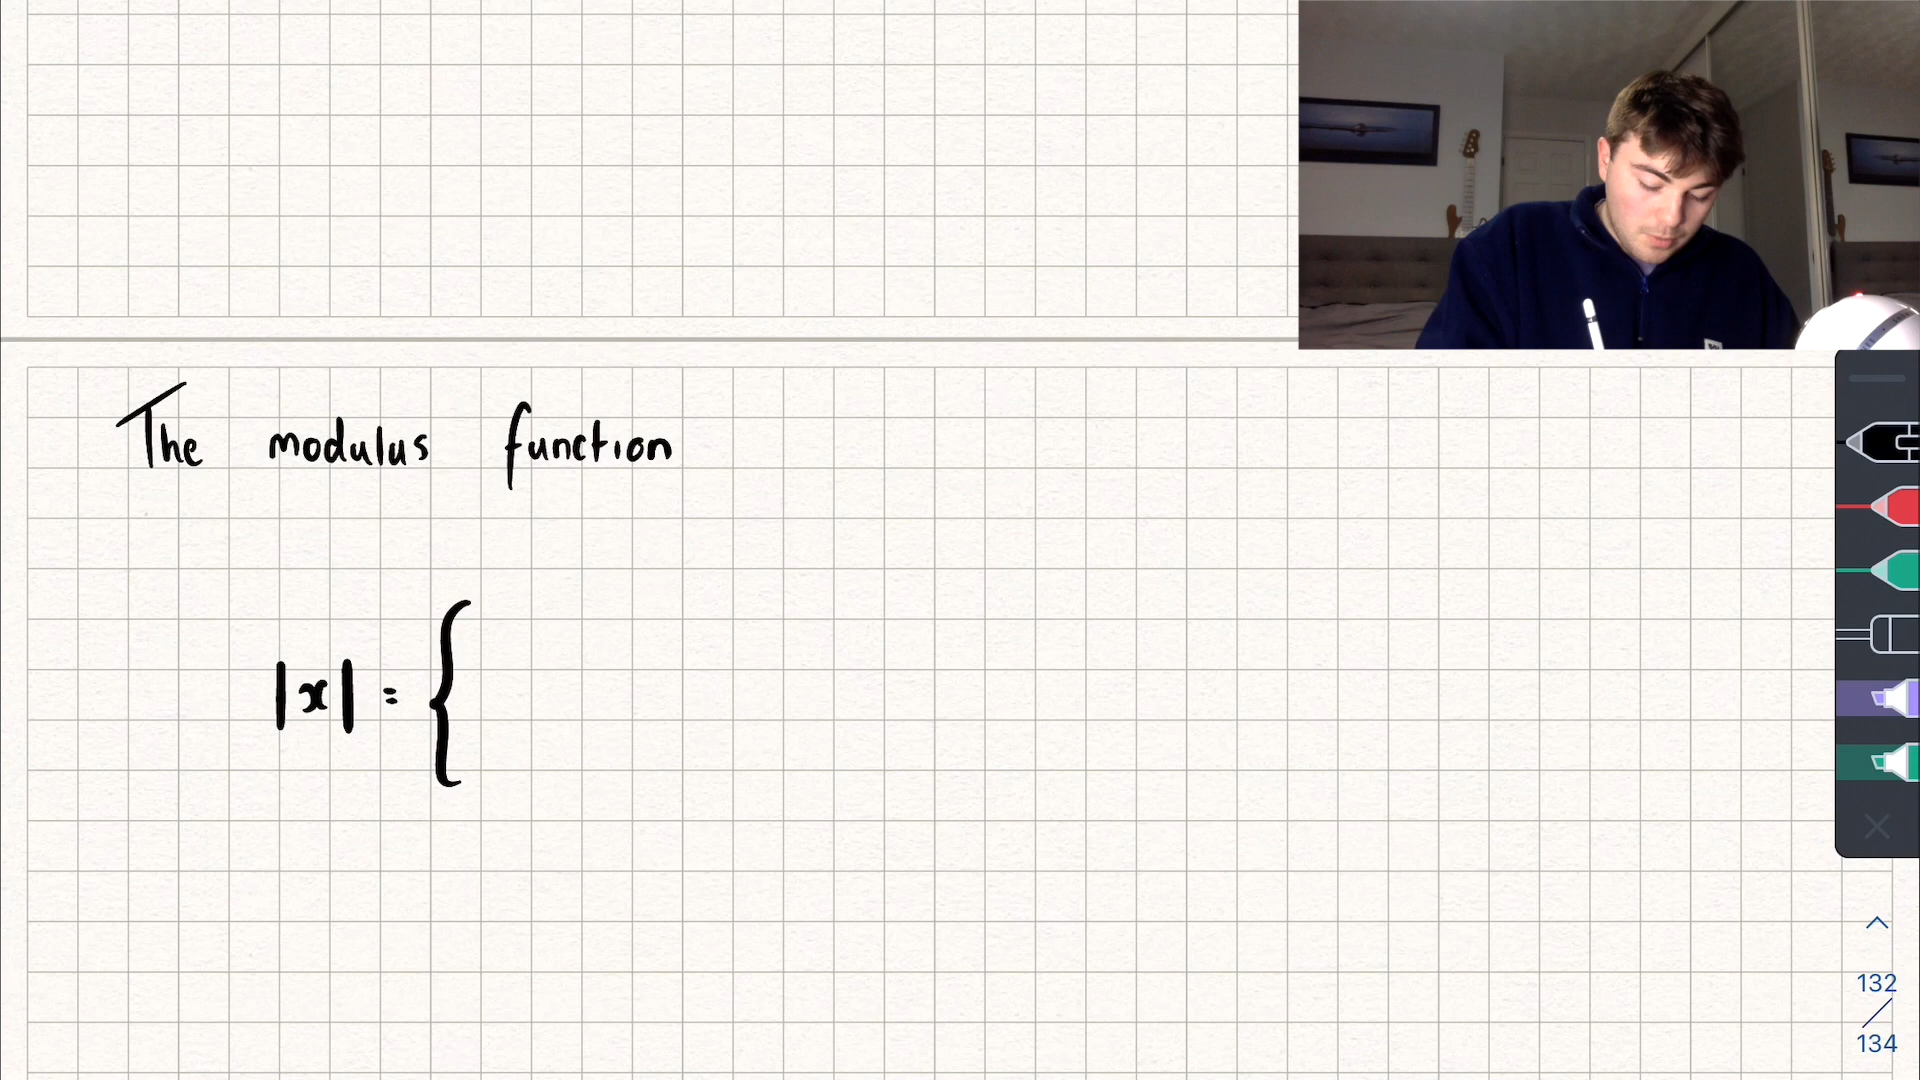 The modulus function
|x| = {
132
/
134